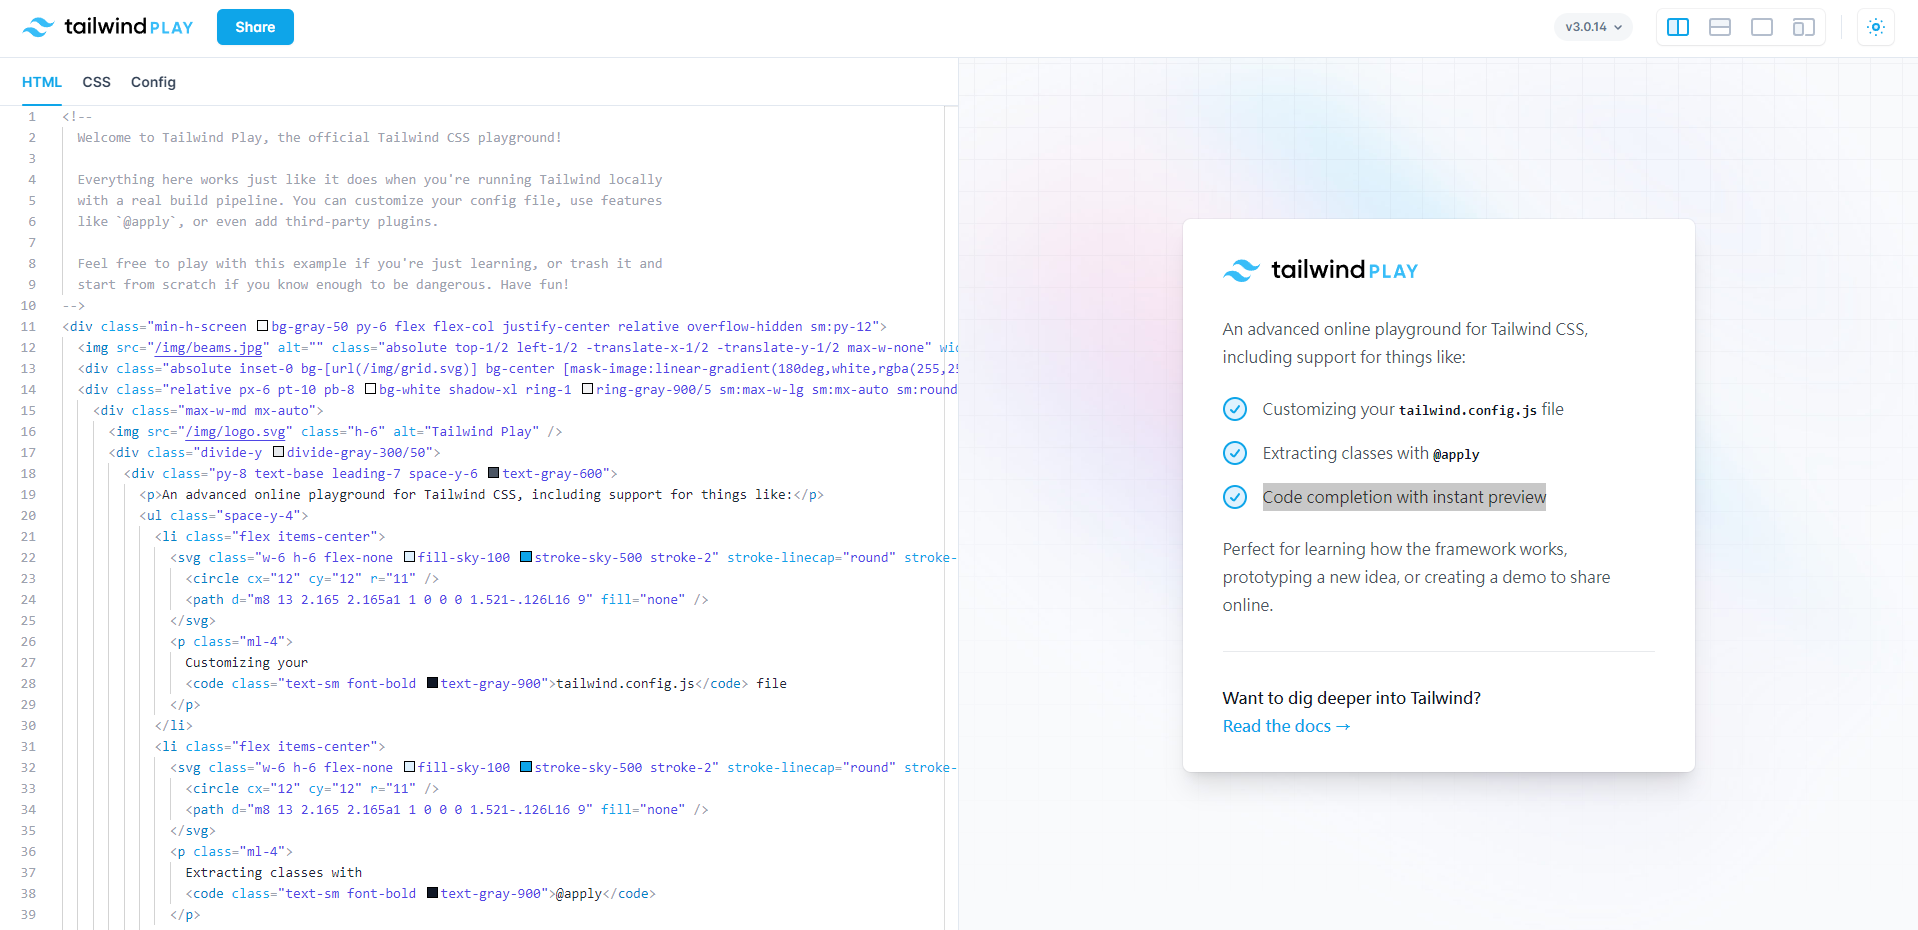 tailwind PLAY
Share
v3.0.14
HTML CSS Config
1 <!--
2 Welcome to Tailwind Play, the official Tailwind CSS playground!
3
4 Everything here works just like it does when you're running Tailwind locally
5 with a real build pipeline. You can customize your config file, use features
6 like `@apply`, or even add third-party plugins.
7
8 Feel free to play with this example if you're just learning, or trash it and
9 start from scratch if you know enough to be dangerous. Have fun!
10 -->
11 <div class="min-h-screen bg-gray-50 py-6 flex flex-col justify-center relative overflow-hidden sm:py-12">
12 <img src="/img/beams.jpg" alt="" class="absolute top-1/2 left-1/2 -translate-x-1/2 -translate-y-1/2 max-w-none" wid
13 <div class="absolute inset-0 bg-[url(/img/grid.svg)] bg-center [mask-image:linear-gradient(180deg,white,rgba(255,25
14 <div class="relative px-6 pt-10 pb-8 bg-white shadow-xl ring-1 ring-gray-900/5 sm:max-w-lg sm:mx-auto sm:round
15 <div class="max-w-md mx-auto">
16 <img src="/img/logo.svg" class="h-6" alt="Tailwind Play" />
17 <div class="divide-y divide-gray-300/50">
18 <div class="py-8 text-base leading-7 space-y-6 text-gray-600">
19 <p>An advanced online playground for Tailwind CSS, including support for things like:</p>
20 <ul class="space-y-4">
21 <li class="flex items-center">
22 <svg class="w-6 h-6 flex-none fill-sky-100 stroke-sky-500 stroke-2" stroke-linecap="round" stroke-
23 <circle cx="12" cy="12" r="11" />
24 <path d="m8 13 2.165 2.165a1 1 0 0 0 1.521-.126L16 9" fill="none" />
25 </svg>
26 <p class="ml-4">
27 Customizing your
28 <code class="text-sm font-bold text-gray-900">tailwind.config.js</code> file
29 </p>
30 </li>
31 <li class="flex items-center">
32 <svg class="w-6 h-6 flex-none fill-sky-100 stroke-sky-500 stroke-2" stroke-linecap="round" stroke-
33 <circle cx="12" cy="12" r="11" />
34 <path d="m8 13 2.165 2.165a1 1 0 0 0 1.521-.126L16 9" fill="none" />
35 </svg>
36 <p class="ml-4">
37 Extracting classes with
38 <code class="text-sm font-bold text-gray-900">@apply</code>
39 </p>
tailwind PLAY
An advanced online playground for Tailwind CSS,
including support for things like:
Customizing your tailwind.config.js file
Extracting classes with @apply
Code completion with instant preview
Perfect for learning how the framework works,
prototyping a new idea, or creating a demo to share
online.
Want to dig deeper into Tailwind?
Read the docs →